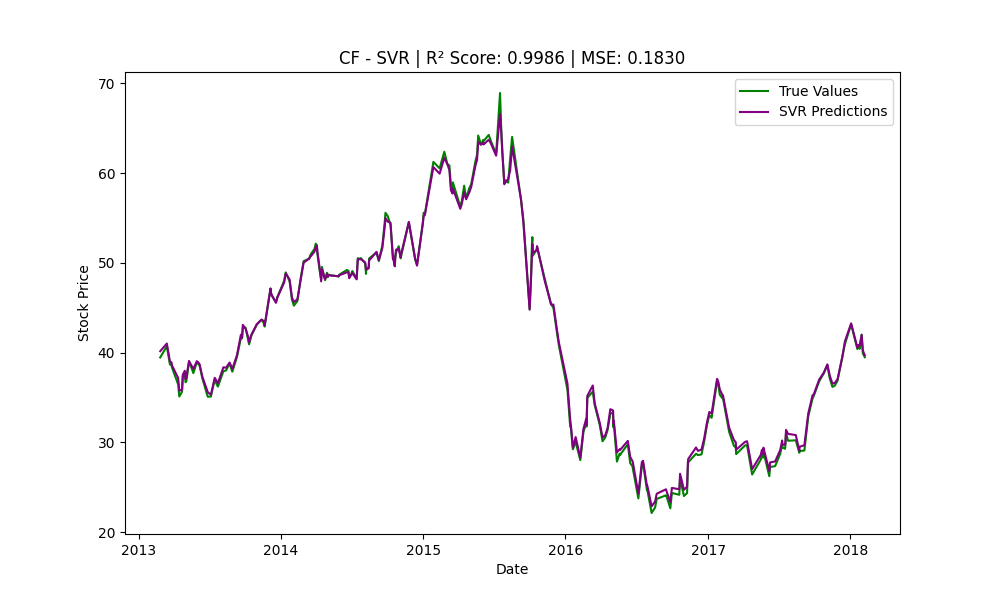 CF - SVR | R² Score: 0.9986 | MSE: 0.1830
True Values
SVR Predictions
Stock Price
70
60
50
40
30
20
2013 2014 2015 2016 2017 2018
Date